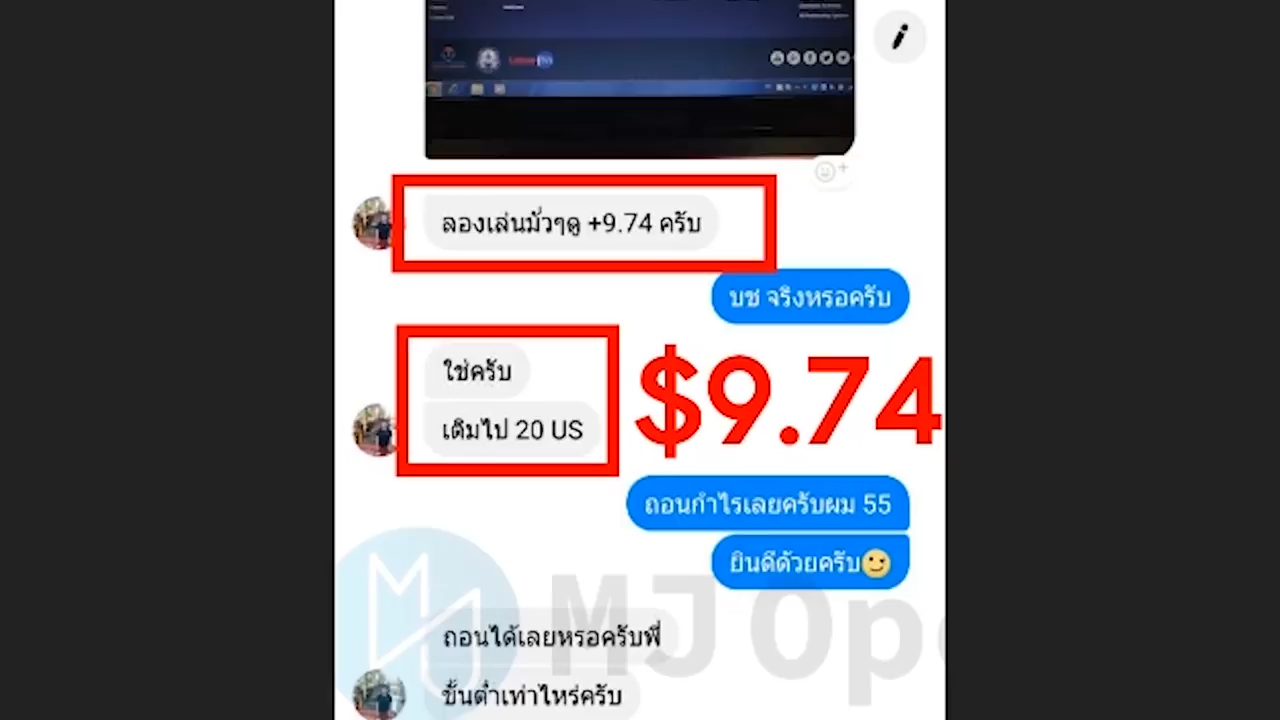 ลองเล่นมั่วๆดู +9.74 ครับ
บช จริงหรอครับ
ใช่ครับ
เติมไป 20 US
$9.74
ถอนกำไรเลยครับผม 55
ยินดีด้วยครับ
MJ Ope
ถอนได้เลยหรอครับพี่
ขั้นต่ำเท่าไหร่ครับ